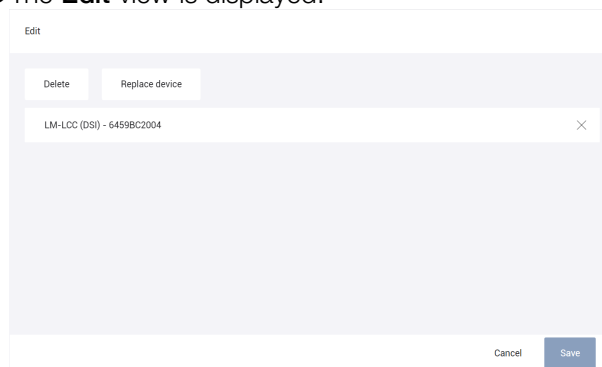 The Edit view is displayed.
Edit
Delete Replace device
LM-LCC (DSI) - 6459BC2004
Cancel Save